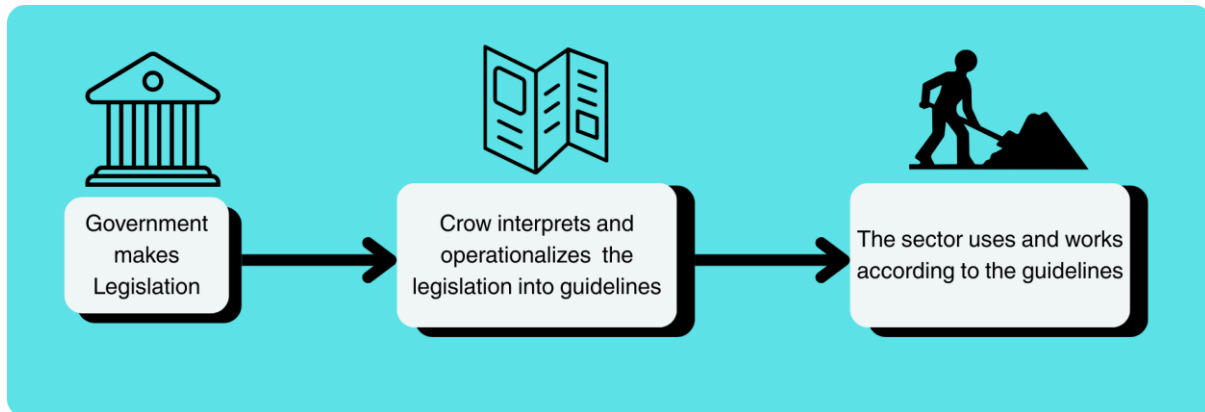 Government
makes
Legislation
Crow interprets and
operationalizes the
legislation into guidelines
The sector uses and works
according to the guidelines